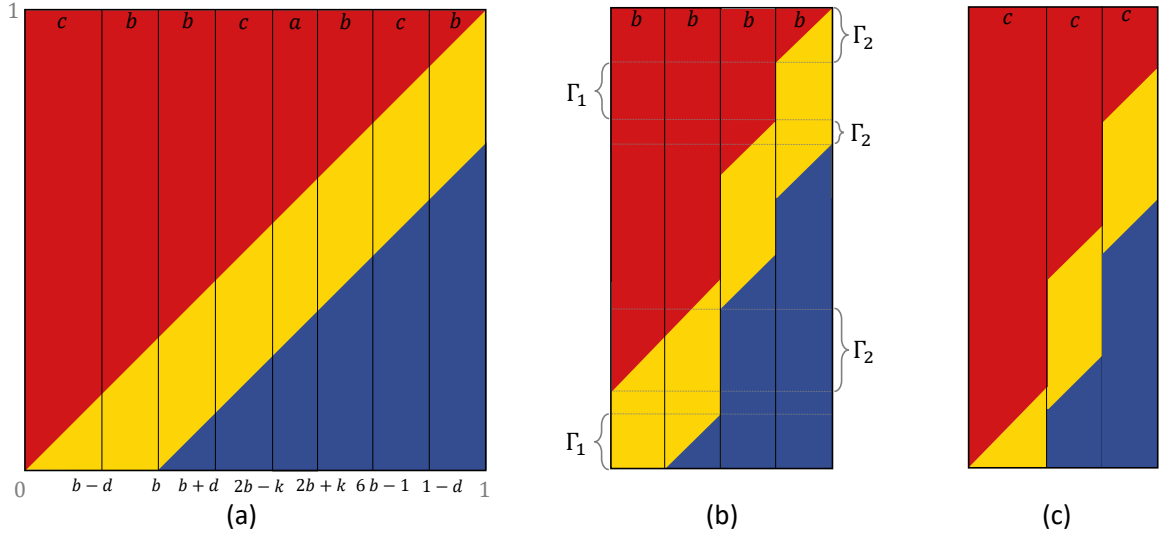 1
c b b c a b c b
0
b − d b b + d 2b − k 2b + k 6b − 1 1 − d 1
(a)
b b b b
Γ2
Γ1
Γ2
Γ2
Γ1
(b)
c c c
(c)